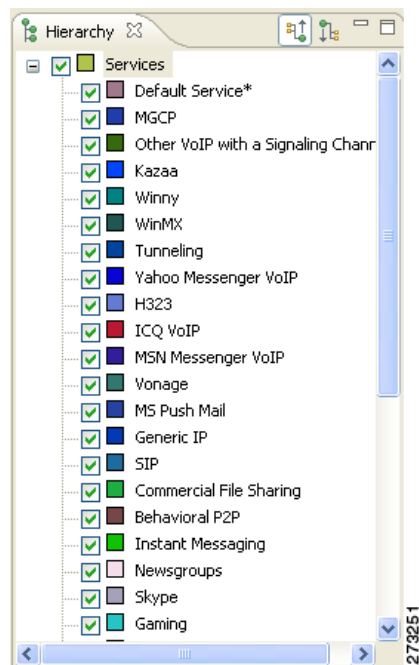 Hierarchy
Services
Default Service*
MGCP
Other VoIP with a Signaling Chanr
Kazaa
Winny
WinMX
Tunneling
Yahoo Messenger VoIP
H323
ICQ VoIP
MSN Messenger VoIP
Vonage
MS Push Mail
Generic IP
SIP
Commercial File Sharing
Behavioral P2P
Instant Messaging
Newsgroups
Skype
Gaming
273251